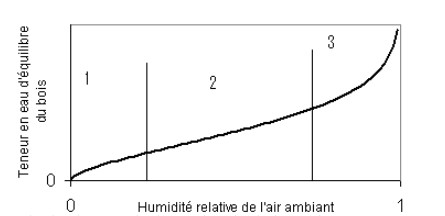 1
2
3
Teneur en eau d'équilibre
du bois
0
0
Humidité relative de l'air ambiant
1